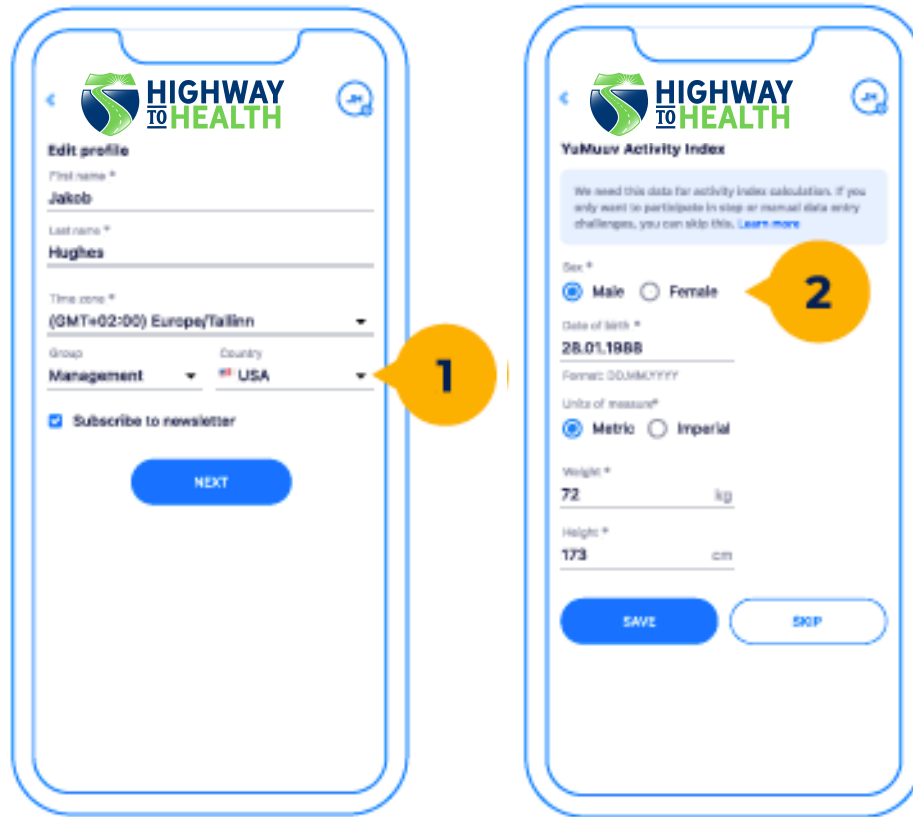 HIGHWAY
TO HEALTH
JH
Edit profile
First name *
Jakob
Last name *
Hughes
Time zone *
(GMT+02:00) Europe/Tallinn
Group Country
Management USA
Subscribe to newsletter
NEXT
1
HIGHWAY
TO HEALTH
JH
YuMuuv Activity Index
We need this data for activity index calculation. If you
only want to participate in step or manual data entry
challenges, you can skip this. Learn more
Sex *
Male Female
2
Date of birth *
28.01.1988
Format: DD.MM.YYYY
Units of measure*
Metric Imperial
Weight *
72 kg
Height *
173 cm
SAVE SKIP